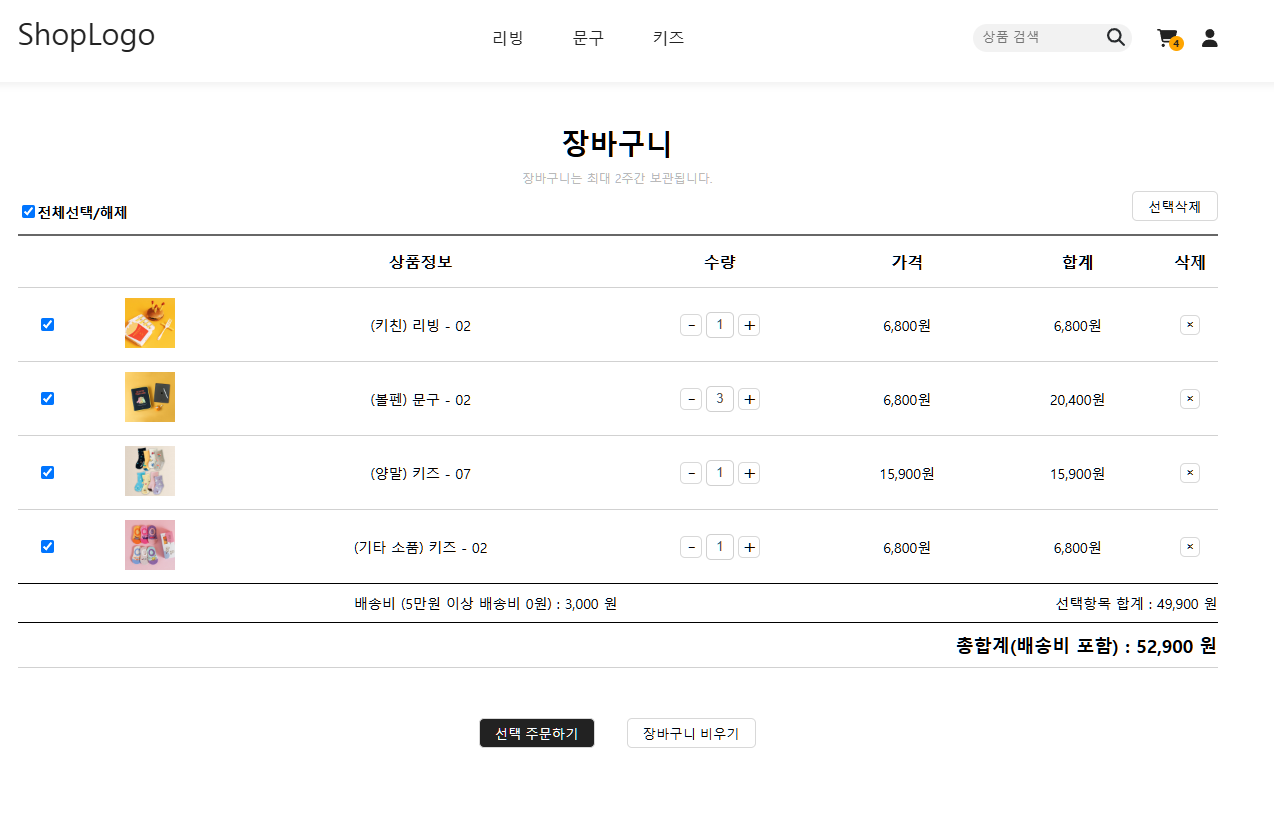 ShopLogo 리빙 문구 키즈 상품 검색 4
장바구니
장바구니는 최대 2주간 보관됩니다.
전체선택/해제 선택삭제
상품정보 수량 가격 합계 삭제
(키친) 리빙 - 02 - 1 + 6,800원 6,800원 ×
(볼펜) 문구 - 02 - 3 + 6,800원 20,400원 ×
(양말) 키즈 - 07 - 1 + 15,900원 15,900원 ×
(기타 소품) 키즈 - 02 - 1 + 6,800원 6,800원 ×
배송비 (5만원 이상 배송비 0원) : 3,000 원 선택항목 합계 : 49,900 원
총합계(배송비 포함) : 52,900 원
선택 주문하기 장바구니 비우기